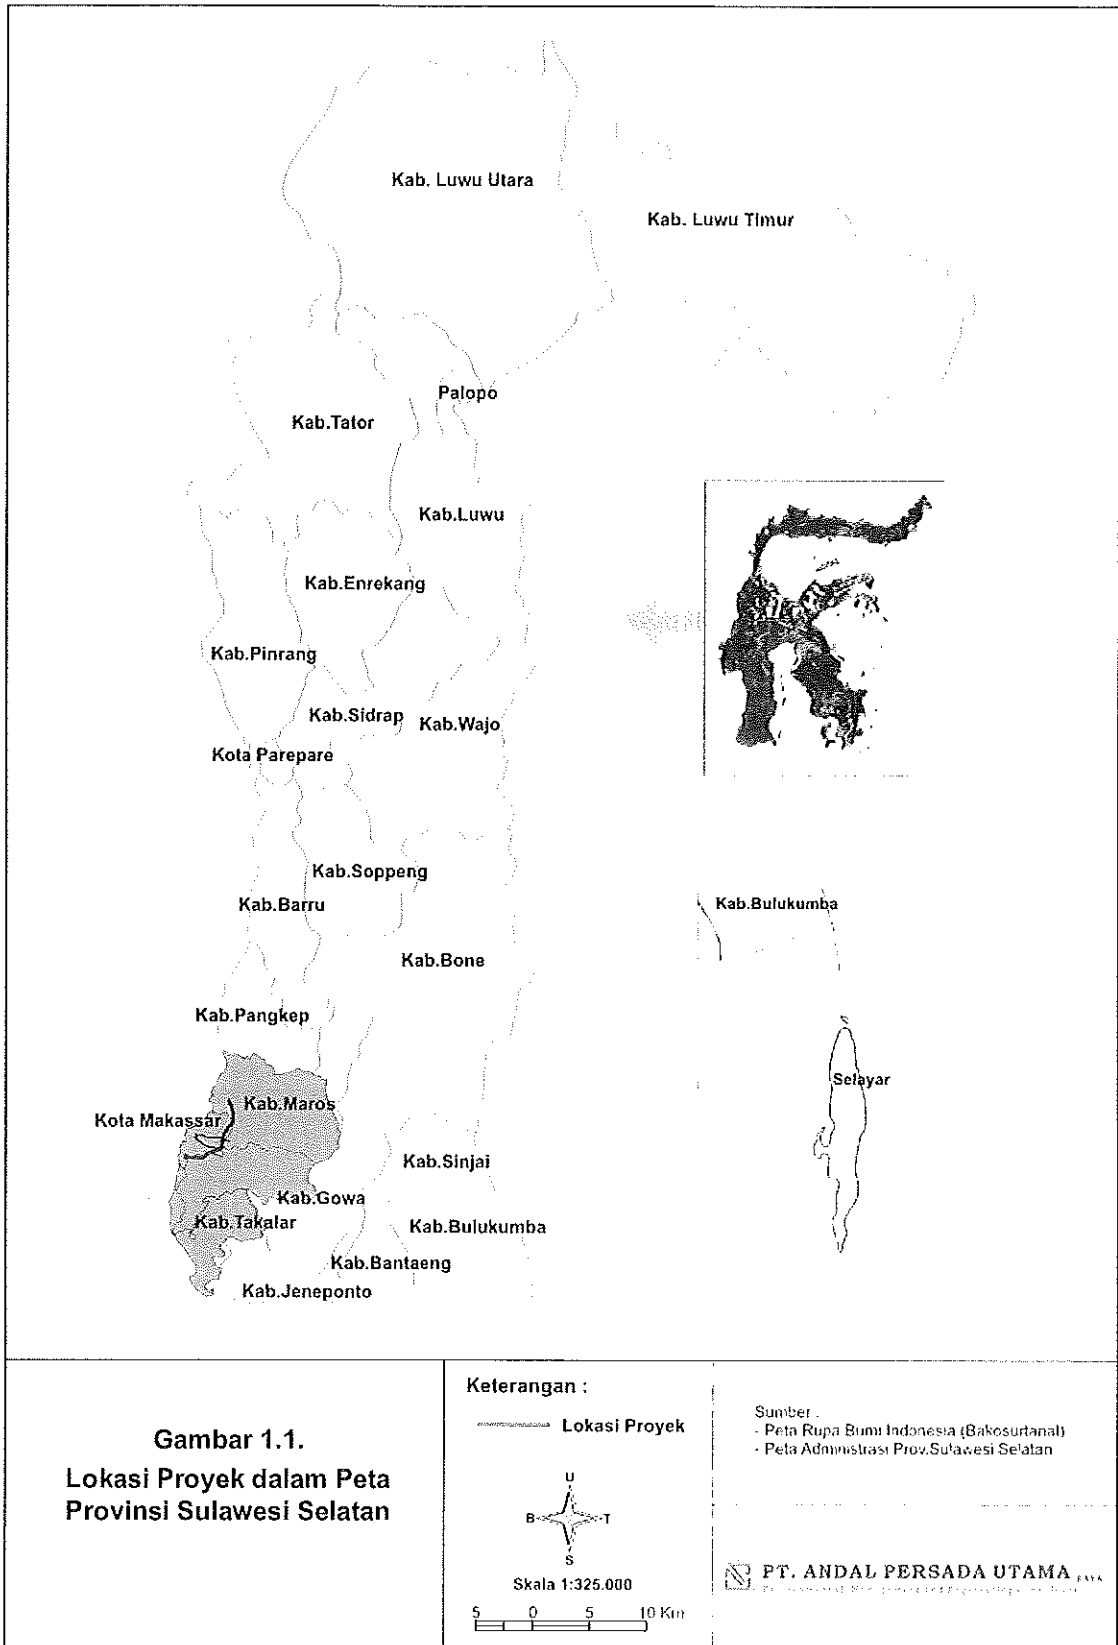 Kab. Luwu Utara
Kab. Luwu Timur
Palopo
Kab.Tator
Kab.Luwu
Kab.Enrekang
Kab.Pinrang
Kab.Sidrap
Kab.Wajo
Kota Parepare
Kab.Soppeng
Kab.Barru
Kab.Bulukumba
Kab.Bone
Kab.Pangkep
Selayar
Kab.Maros
Kota Makassar
Kab.Sinjai
Kab.Gowa
Kab.Takalar
Kab.Bulukumba
Kab.Bantaeng
Kab.Jeneponto
Gambar 1.1.
Lokasi Proyek dalam Peta
Provinsi Sulawesi Selatan
Keterangan :
Lokasi Proyek
U
B
T
S
Skala 1:325.000
5 0 5 10 Km
Sumber :
- Peta Rupa Bumi Indonesia (Bakosurtanal)
- Peta Administrasi Prov.Sulawesi Selatan
PT. ANDAL PERSADA UTAMA